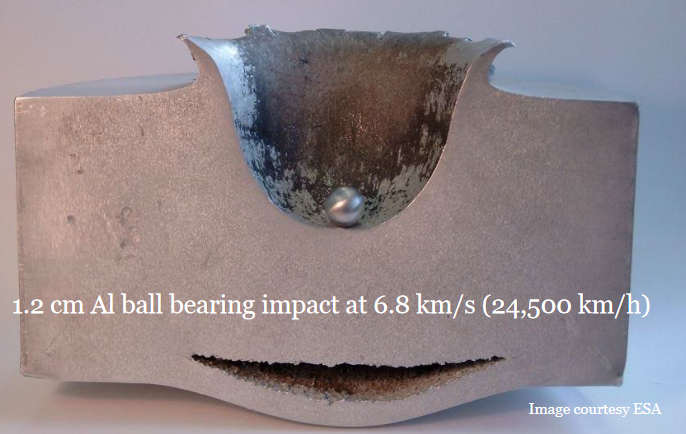 1.2 cm Al ball bearing impact at 6.8 km/s (24,500 km/h)
Image courtesy ESA